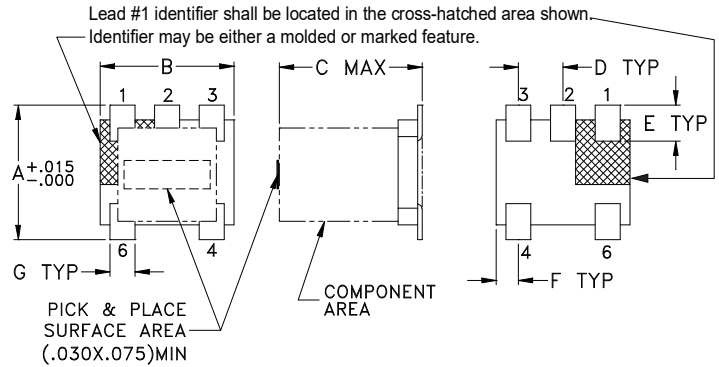 Lead #1 identifier shall be located in the cross-hatched area shown.
Identifier may be either a molded or marked feature.
B
C MAX
D TYP
1 2 3
3 2 1
E TYP
A +.015
-.000
6 4
4 6
G TYP
F TYP
COMPONENT
AREA
PICK & PLACE
SURFACE AREA
(.030X.075)MIN